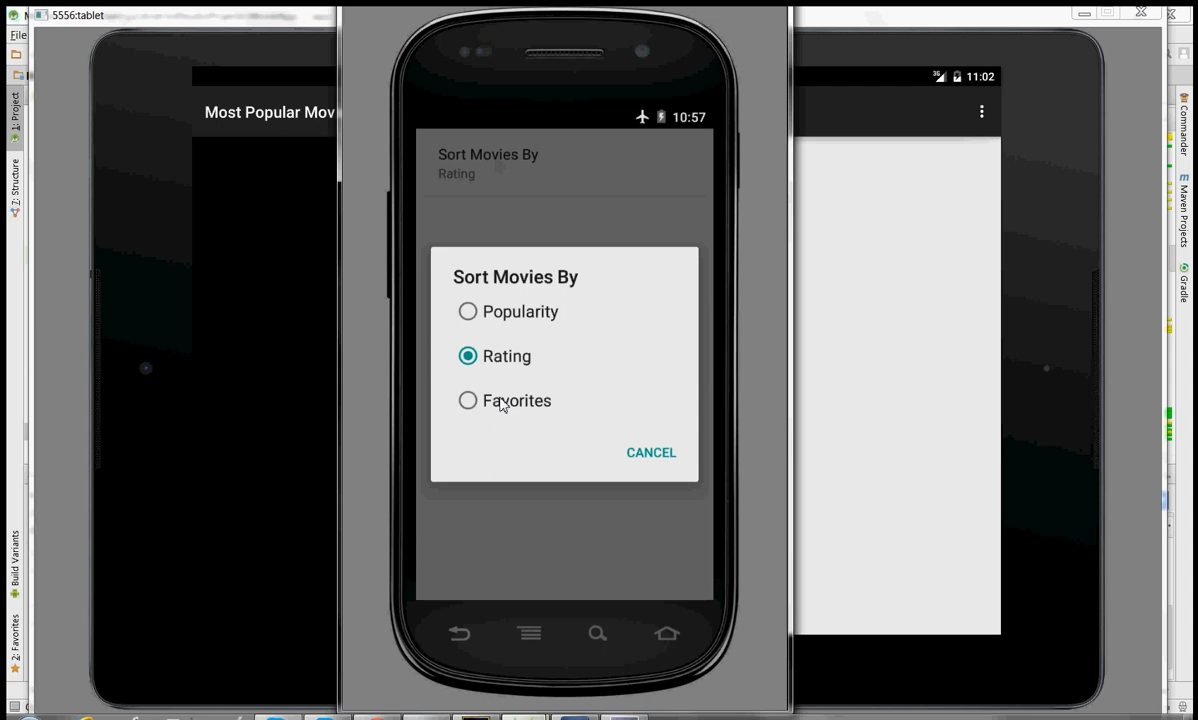 5556:tablet
File
1: Project
7: Structure
Build Variants
2: Favorites
Most Popular Mov
3G
11:02
10:57
Sort Movies By
Rating
Sort Movies By
Popularity
Rating
Favorites
CANCEL
Commander
m
Maven Projects
Gradle